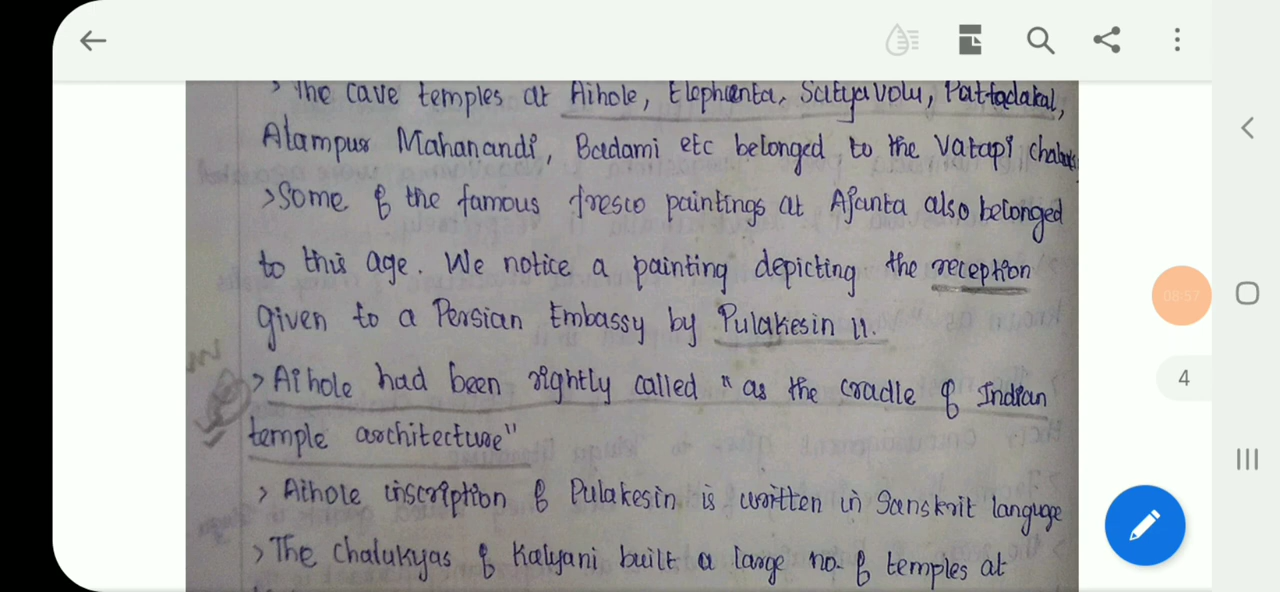 > The cave temples at Aihole, Elephanta, Satyavolu, Pattadakal,
Alampur Mahanandi, Badami etc belonged to the Vatapi
> Some of the famous fresco paintings at Ajanta also belonged
to this age. We notice a painting depicting the reception
given to a Persian Embassy by Pulakesin II.
> Aihole had been rightly called "as the cradle of Indian
temple architecture"
> Aihole inscription of Pulakesin is written in Sanskrit languge
> The Chalukyas of Kalyani built a large no. of temples at
08:57
4